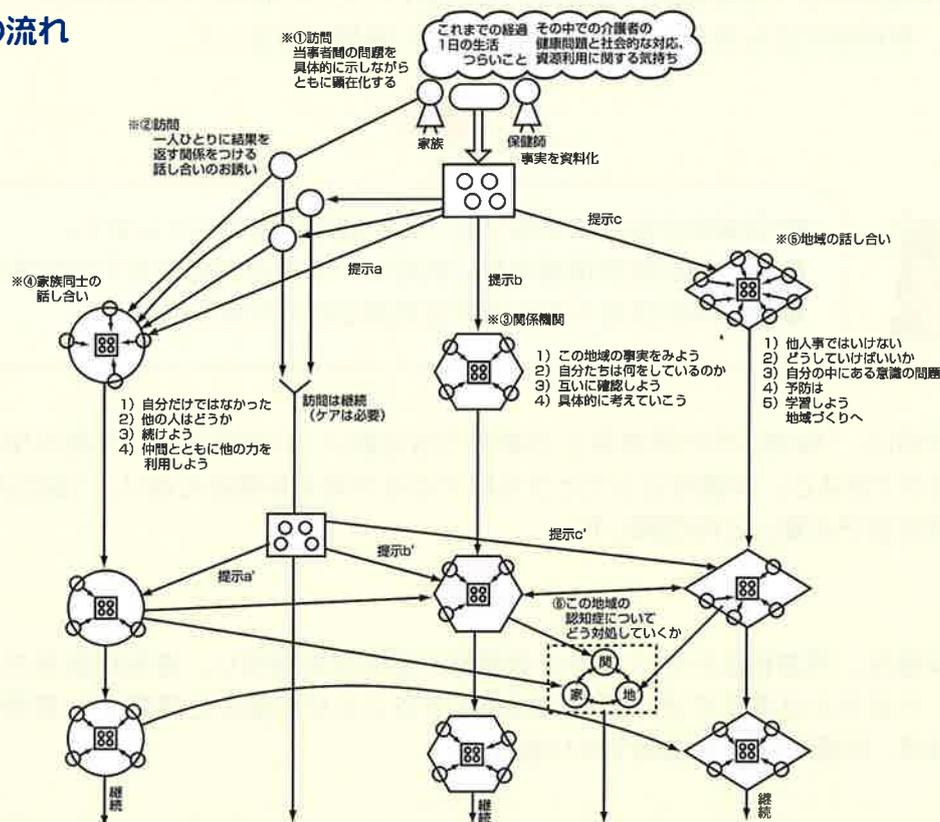 の流れ
※①訪問
当事者間の問題を
具体的に示しながら
ともに顕在化する
これまでの経過 その中での介護者の
1日の生活 健康問題と社会的な対応、
つらいこと 資源利用に関する気持ち
家族
保健師
※②訪問
一人ひとりに結果を
返す関係をつける
話し合いのお誘い
事実を資料化
提示a
提示b
提示c
※④家族同士の
話し合い
※③関係機関
※⑤地域の話し合い
1) この地域の事実をみよう
2) 自分たちは何をしているのか
3) 互いに確認しよう
4) 具体的に考えていこう
1) 他人事ではいけない
2) どうしていけばいいか
3) 自分の中にある意識の問題
4) 予防は
5) 学習しよう
地域づくりへ
訪問は継続
(ケアは必要)
1) 自分だけではなかった
2) 他の人はどうか
3) 続けよう
4) 仲間とともに他の力を
利用しよう
提示a'
提示b'
提示c'
⑥この地域の
認知症について
どう対処していくか
関
家
地
継続
継続
継続